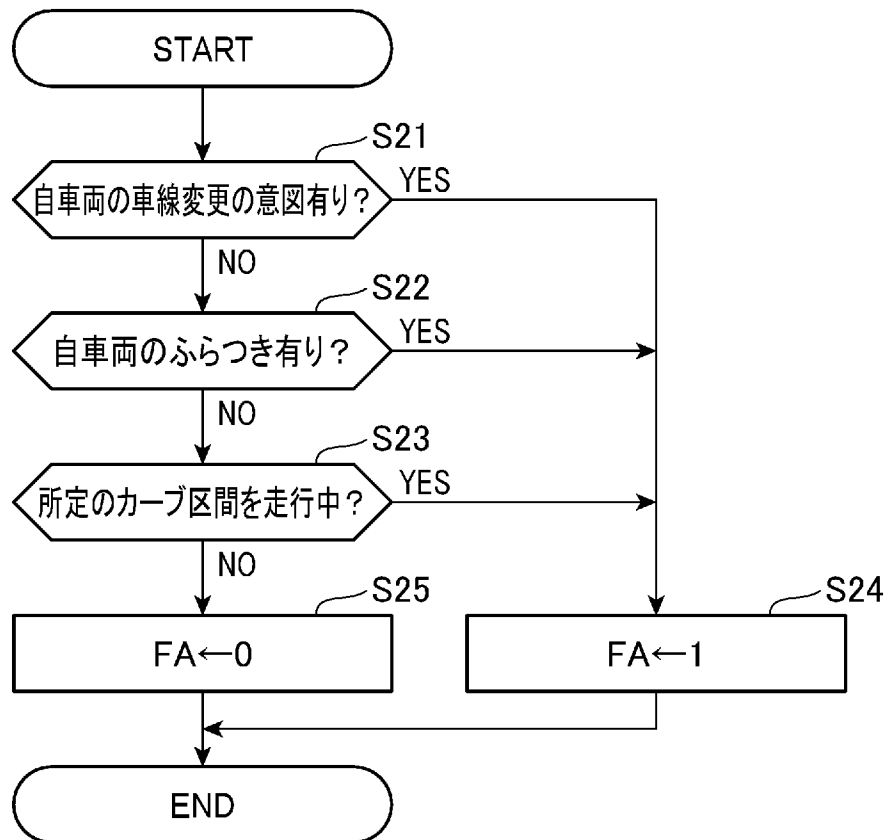 START
S21
自車両の車線変更の意図有り？
YES
NO
S22
自車両のふらつき有り？
YES
NO
S23
所定のカーブ区間を走行中？
YES
NO
S25
FA←0
S24
FA←1
END